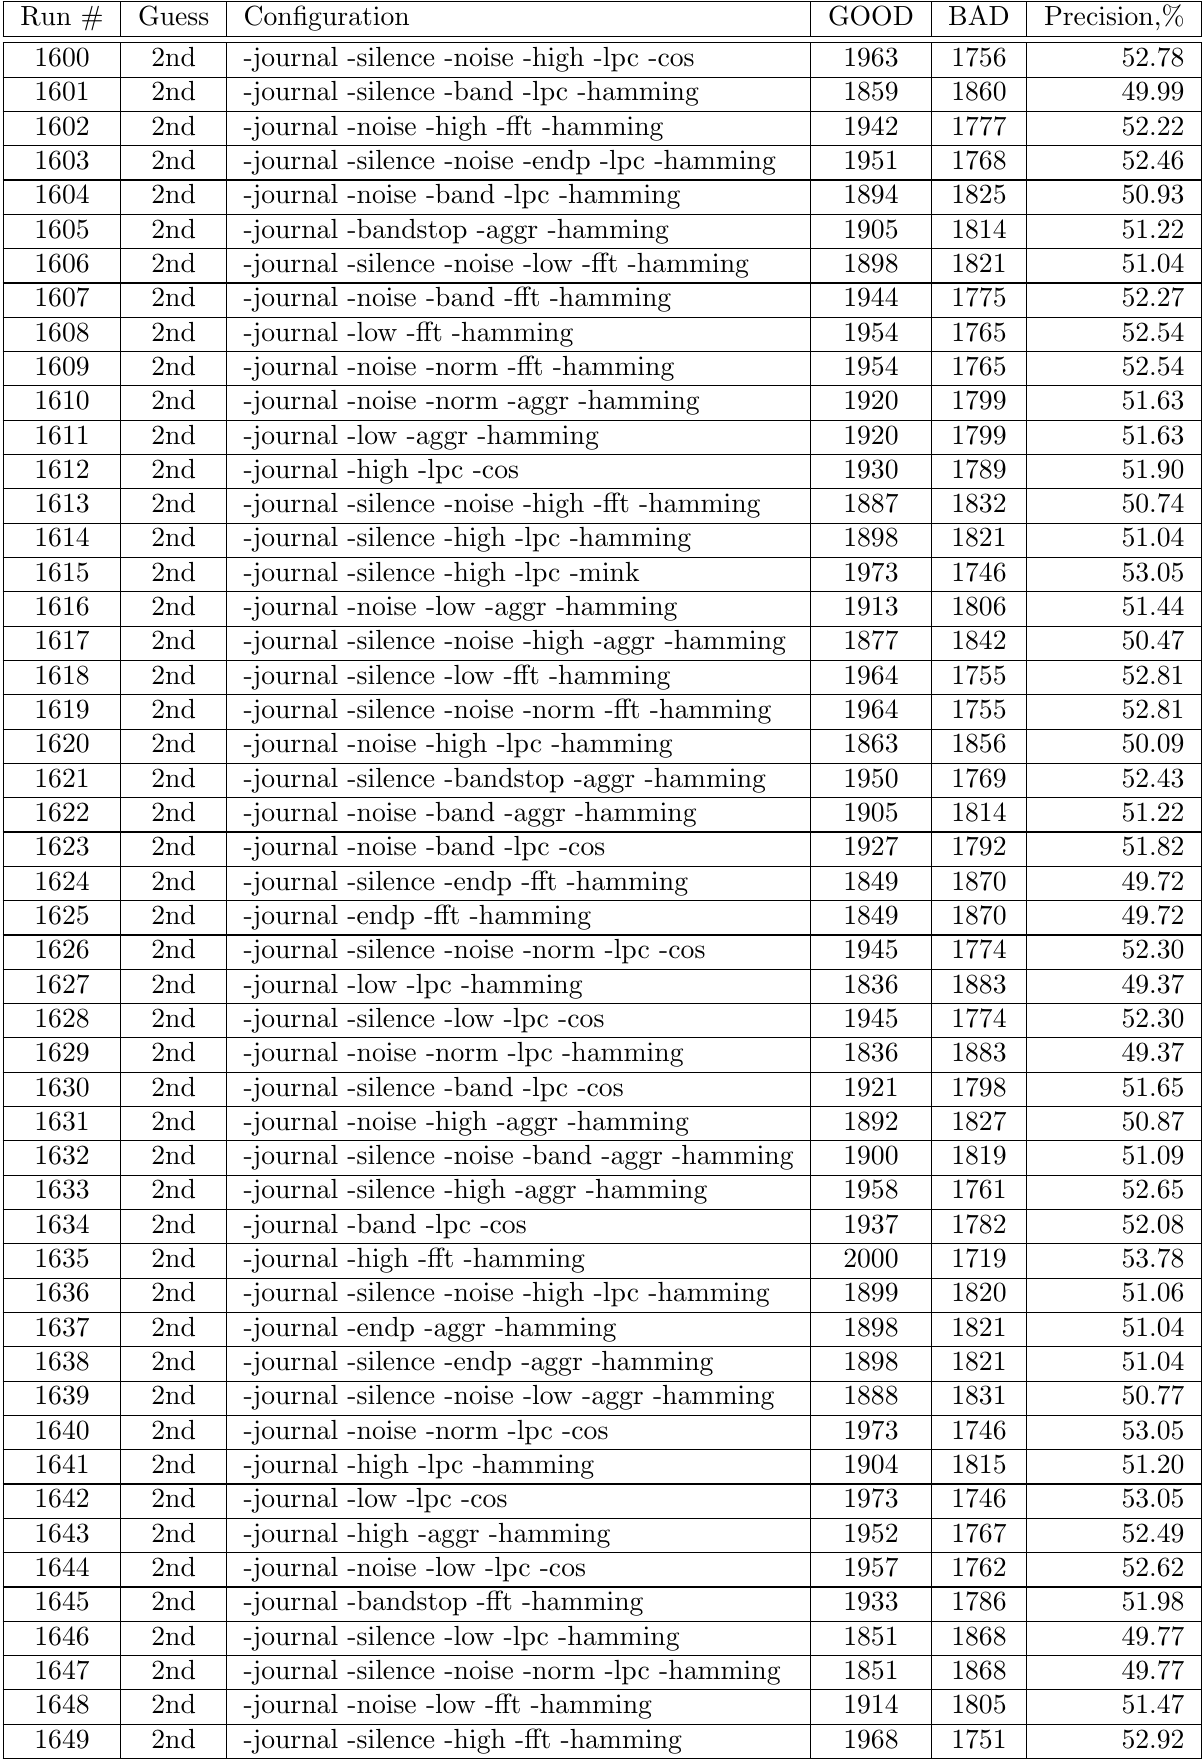 Run # Guess Configuration GOOD BAD Precision,%
1600 2nd -journal -silence -noise -high -lpc -cos 1963 1756 52.78
1601 2nd -journal -silence -band -lpc -hamming 1859 1860 49.99
1602 2nd -journal -noise -high -fft -hamming 1942 1777 52.22
1603 2nd -journal -silence -noise -endp -lpc -hamming 1951 1768 52.46
1604 2nd -journal -noise -band -lpc -hamming 1894 1825 50.93
1605 2nd -journal -bandstop -aggr -hamming 1905 1814 51.22
1606 2nd -journal -silence -noise -low -fft -hamming 1898 1821 51.04
1607 2nd -journal -noise -band -fft -hamming 1944 1775 52.27
1608 2nd -journal -low -fft -hamming 1954 1765 52.54
1609 2nd -journal -noise -norm -fft -hamming 1954 1765 52.54
1610 2nd -journal -noise -norm -aggr -hamming 1920 1799 51.63
1611 2nd -journal -low -aggr -hamming 1920 1799 51.63
1612 2nd -journal -high -lpc -cos 1930 1789 51.90
1613 2nd -journal -silence -noise -high -fft -hamming 1887 1832 50.74
1614 2nd -journal -silence -high -lpc -hamming 1898 1821 51.04
1615 2nd -journal -silence -high -lpc -mink 1973 1746 53.05
1616 2nd -journal -noise -low -aggr -hamming 1913 1806 51.44
1617 2nd -journal -silence -noise -high -aggr -hamming 1877 1842 50.47
1618 2nd -journal -silence -low -fft -hamming 1964 1755 52.81
1619 2nd -journal -silence -noise -norm -fft -hamming 1964 1755 52.81
1620 2nd -journal -noise -high -lpc -hamming 1863 1856 50.09
1621 2nd -journal -silence -bandstop -aggr -hamming 1950 1769 52.43
1622 2nd -journal -noise -band -aggr -hamming 1905 1814 51.22
1623 2nd -journal -noise -band -lpc -cos 1927 1792 51.82
1624 2nd -journal -silence -endp -fft -hamming 1849 1870 49.72
1625 2nd -journal -endp -fft -hamming 1849 1870 49.72
1626 2nd -journal -silence -noise -norm -lpc -cos 1945 1774 52.30
1627 2nd -journal -low -lpc -hamming 1836 1883 49.37
1628 2nd -journal -silence -low -lpc -cos 1945 1774 52.30
1629 2nd -journal -noise -norm -lpc -hamming 1836 1883 49.37
1630 2nd -journal -silence -band -lpc -cos 1921 1798 51.65
1631 2nd -journal -noise -high -aggr -hamming 1892 1827 50.87
1632 2nd -journal -silence -noise -band -aggr -hamming 1900 1819 51.09
1633 2nd -journal -silence -high -aggr -hamming 1958 1761 52.65
1634 2nd -journal -band -lpc -cos 1937 1782 52.08
1635 2nd -journal -high -fft -hamming 2000 1719 53.78
1636 2nd -journal -silence -noise -high -lpc -hamming 1899 1820 51.06
1637 2nd -journal -endp -aggr -hamming 1898 1821 51.04
1638 2nd -journal -silence -endp -aggr -hamming 1898 1821 51.04
1639 2nd -journal -silence -noise -low -aggr -hamming 1888 1831 50.77
1640 2nd -journal -noise -norm -lpc -cos 1973 1746 53.05
1641 2nd -journal -high -lpc -hamming 1904 1815 51.20
1642 2nd -journal -low -lpc -cos 1973 1746 53.05
1643 2nd -journal -high -aggr -hamming 1952 1767 52.49
1644 2nd -journal -noise -low -lpc -cos 1957 1762 52.62
1645 2nd -journal -bandstop -fft -hamming 1933 1786 51.98
1646 2nd -journal -silence -low -lpc -hamming 1851 1868 49.77
1647 2nd -journal -silence -noise -norm -lpc -hamming 1851 1868 49.77
1648 2nd -journal -noise -low -fft -hamming 1914 1805 51.47
1649 2nd -journal -silence -high -fft -hamming 1968 1751 52.92